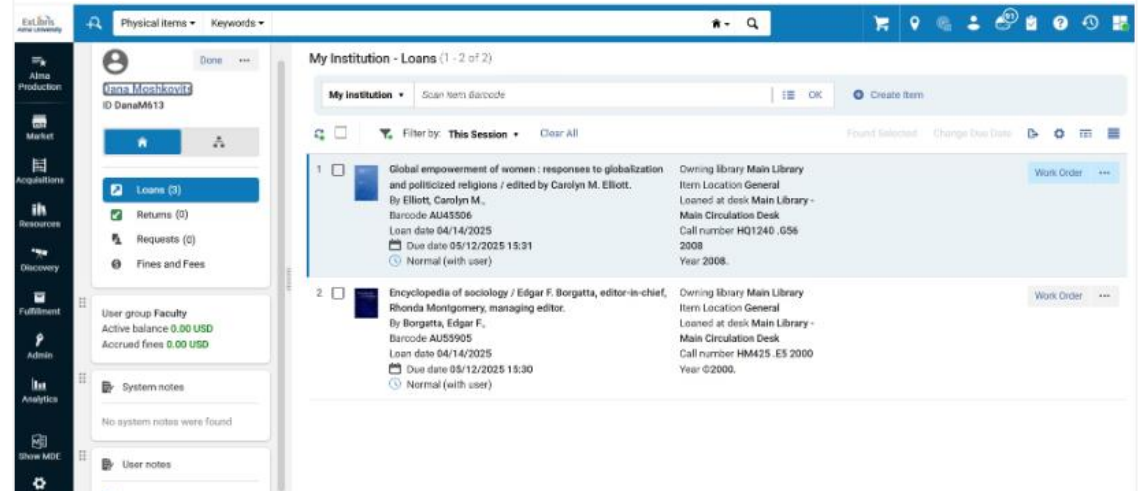 ExLibris
Alma University
Physical items
Keywords
91
Alma
Production
Market
Acquisitions
Resources
Discovery
Fulfillment
Admin
Analytics
Show MDE
Done
Dana Moshkovits
ID DanaM613
Loans (3)
Returns (0)
Requests (0)
Fines and Fees
User group Faculty
Active balance 0.00 USD
Accrued fines 0.00 USD
System notes
No system notes were found
User notes
My Institution - Loans (1 - 2 of 2)
My institution
Scan Item Barcode
OK
Create Item
Filter by: This Session
Clear All
Found Selected
Change Due Date
1
Global empowerment of women : responses to globalization
and politicized religions / edited by Carolyn M. Elliott.
By Elliott, Carolyn M.,
Barcode AU45506
Loan date 04/14/2025
Due date 05/12/2025 15:31
Normal (with user)
Owning library Main Library
Item Location General
Loaned at desk Main Library -
Main Circulation Desk
Call number HQ1240 .G56
2008
Year 2008.
Work Order
2
Encyclopedia of sociology / Edgar F. Borgatta, editor-in-chief,
Rhonda Montgomery, managing editor.
By Borgatta, Edgar F.,
Barcode AU55905
Loan date 04/14/2025
Due date 05/12/2025 15:30
Normal (with user)
Owning library Main Library
Item Location General
Loaned at desk Main Library -
Main Circulation Desk
Call number HM425 .E5 2000
Year ©2000.
Work Order